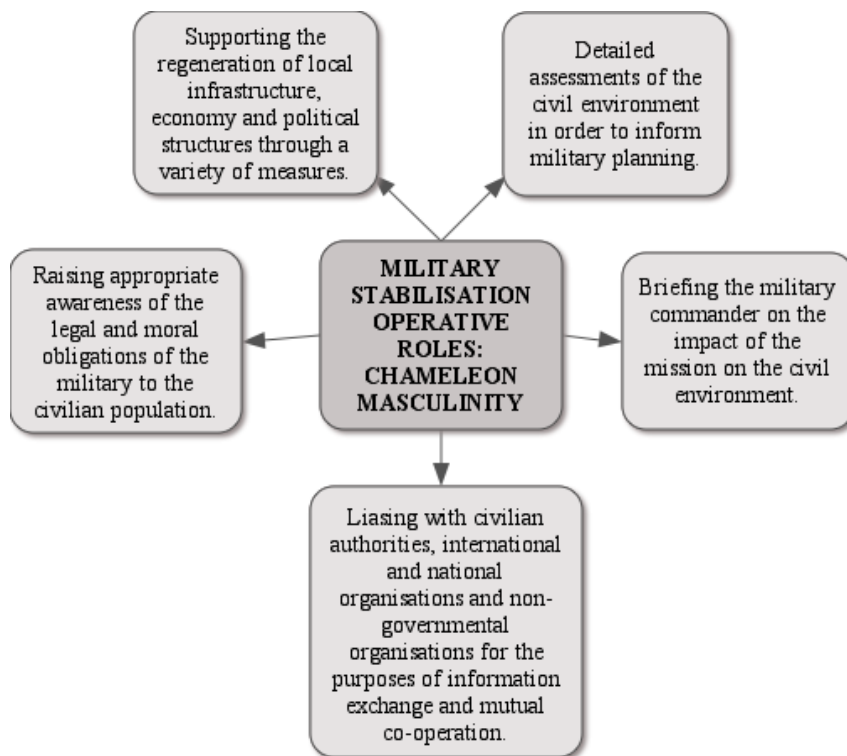 Supporting the
regeneration of local
infrastructure,
economy and political
structures through a
variety of measures.
Detailed
assessments of the
civil environment
in order to inform
military planning.
Raising appropriate
awareness of the
legal and moral
obligations of the
military to the
civilian population.
MILITARY
STABILISATION
OPERATIVE
ROLES:
CHAMELEON
MASCULINITY
Briefing the military
commander on the
impact of the
mission on the civil
environment.
Liasing with civilian
authorities, international
and national
organisations and non-
governmental
organisations for the
purposes of information
exchange and mutual
co-operation.